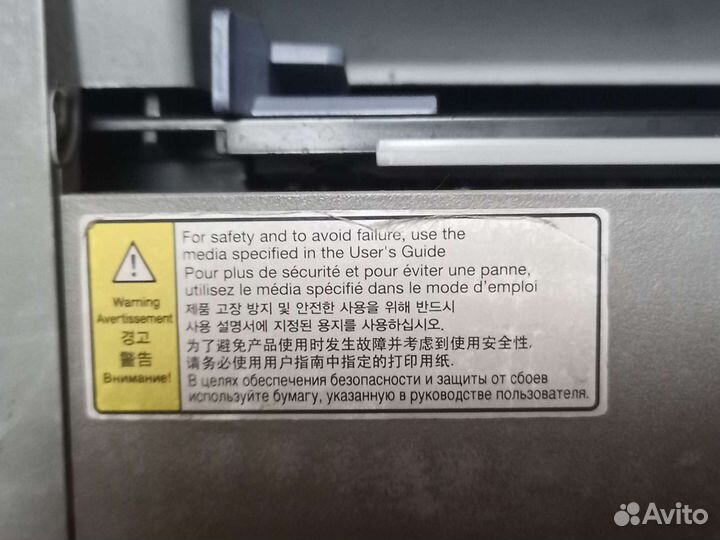 Warning
Avertissement
경고
警告
Внимание!
For safety and to avoid failure, use the
media specified in the User's Guide
Pour plus de sécurité et pour éviter une panne,
utilisez le média spécifié dans le mode d'emploi
제품 고장 방지 및 안전한 사용을 위해 반드시
사용 설명서에 지정된 용지를 사용하십시오.
为了避免产品使用时发生故障并考虑到使用安全性,
请务必使用用户指南中指定的打印用纸.
В целях обеспечения безопасности и защиты от сбоев
используйте бумагу, указанную в руководстве пользователя.
Avito